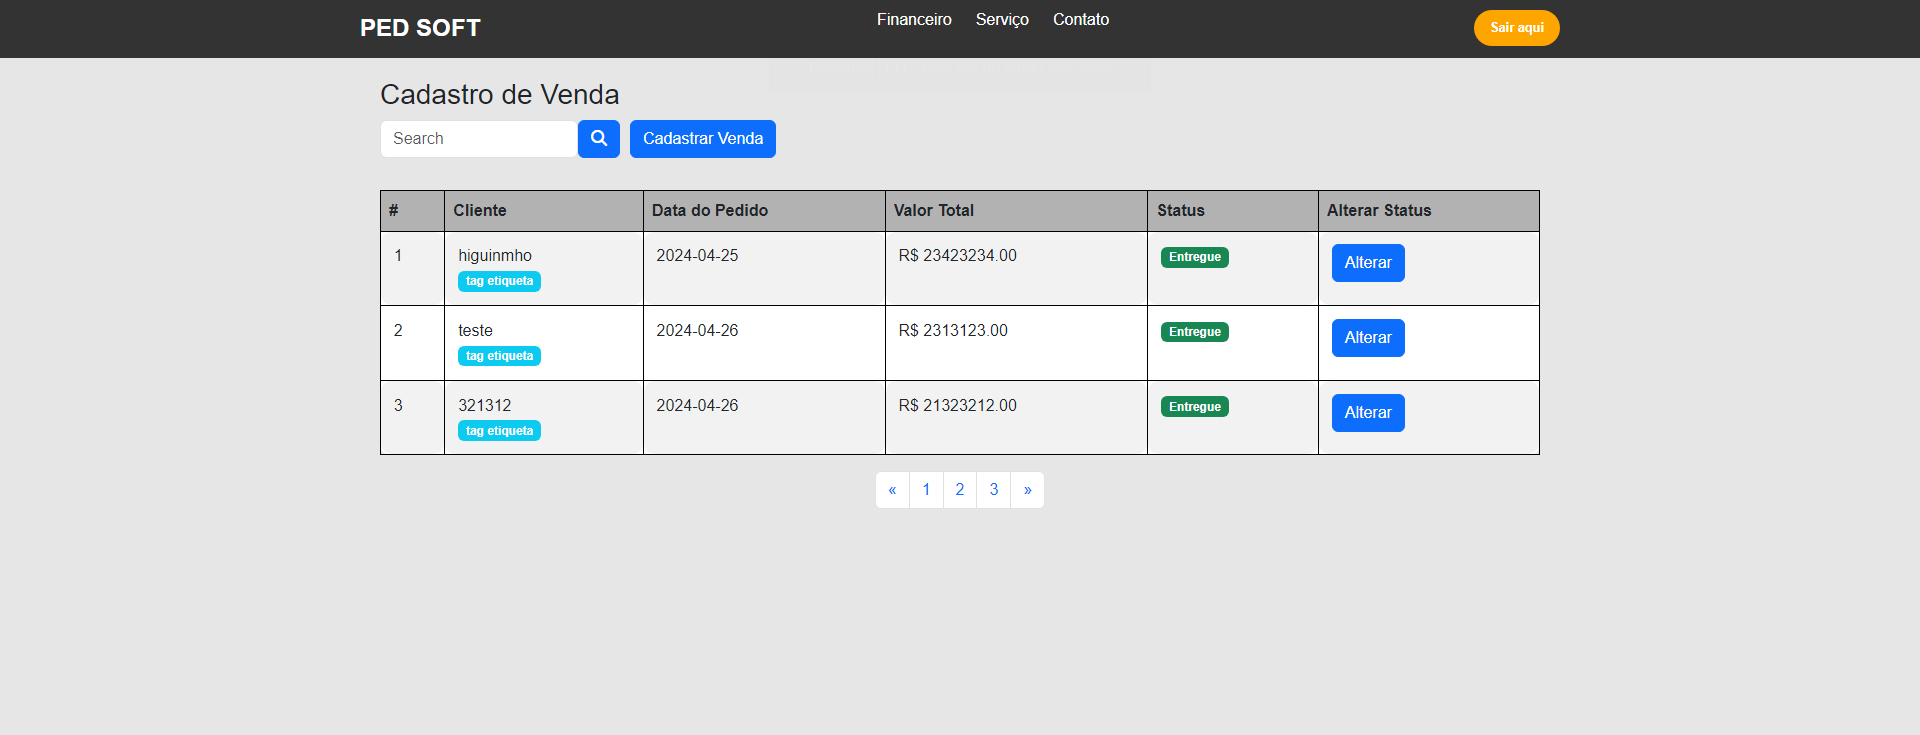 PED SOFT Financeiro Serviço Contato Sair aqui
Cadastro de Venda
Search Cadastrar Venda
# Cliente Data do Pedido Valor Total Status Alterar Status
1 higuinmho 2024-04-25 R$ 23423234.00 Entregue Alterar
tag etiqueta
2 teste 2024-04-26 R$ 2313123.00 Entregue Alterar
tag etiqueta
3 321312 2024-04-26 R$ 21323212.00 Entregue Alterar
tag etiqueta
« 1 2 3 »